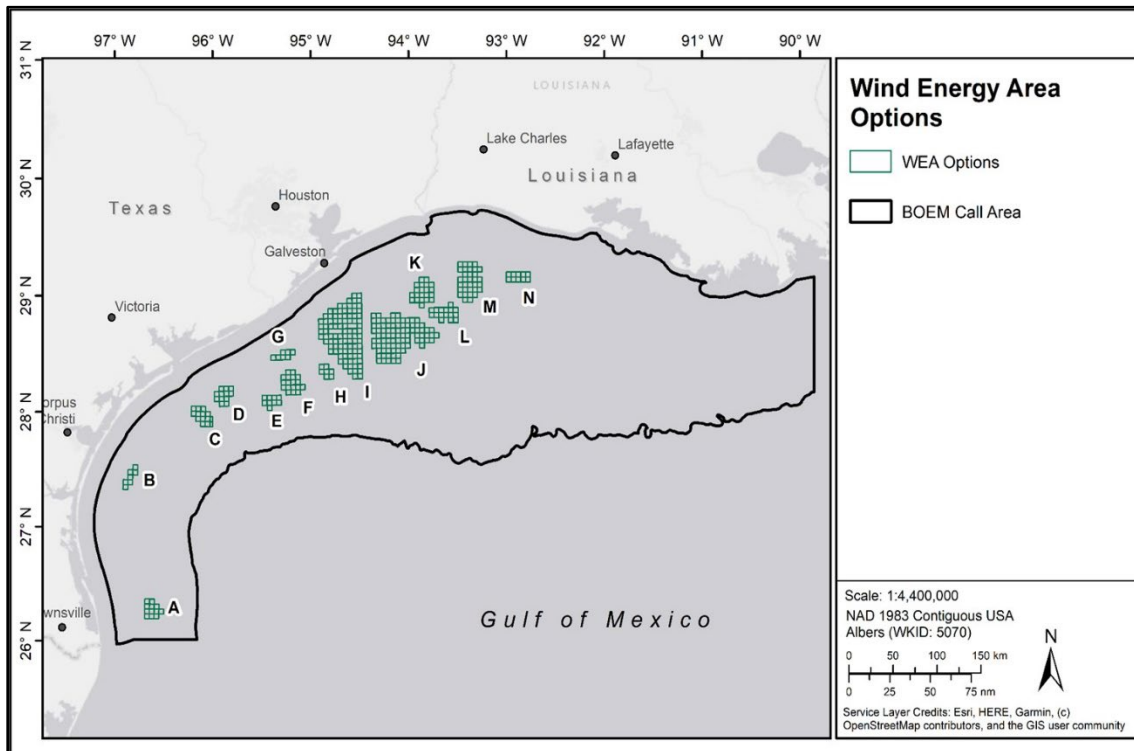 97° W 96° W 95° W 94° W 93° W 92° W 91° W 90° W
31° N
30° N
29° N
28° N
27° N
26° N
LOUISIANA
Lake Charles
Lafayette
Louisiana
Texas
Houston
Galveston
Victoria
orpus
Christi
wnsville
K
N
M
L
G
J
I
H
F
E
D
C
B
A
Gulf of Mexico
Wind Energy Area
Options
WEA Options
BOEM Call Area
Scale: 1:4,400,000
NAD 1983 Contiguous USA
Albers (WKID: 5070)
N
0 50 100 150 km
0 25 50 75 nm
Service Layer Credits: Esri, HERE, Garmin, (c)
OpenStreetMap contributors, and the GIS user community